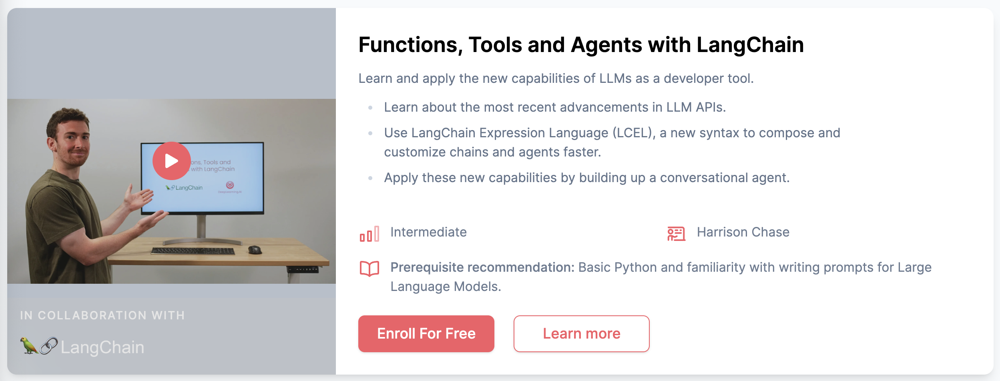 Functions, Tools and Agents with LangChain
Learn and apply the new capabilities of LLMs as a developer tool.
Learn about the most recent advancements in LLM APIs.
Use LangChain Expression Language (LCEL), a new syntax to compose and
customize chains and agents faster.
Apply these new capabilities by building up a conversational agent.
Intermediate
Harrison Chase
Prerequisite recommendation: Basic Python and familiarity with writing prompts for Large
Language Models.
Enroll For Free
Learn more
ons, Tools and
with LangChain
LangChain
DeepLearning.AI
IN COLLABORATION WITH
LangChain